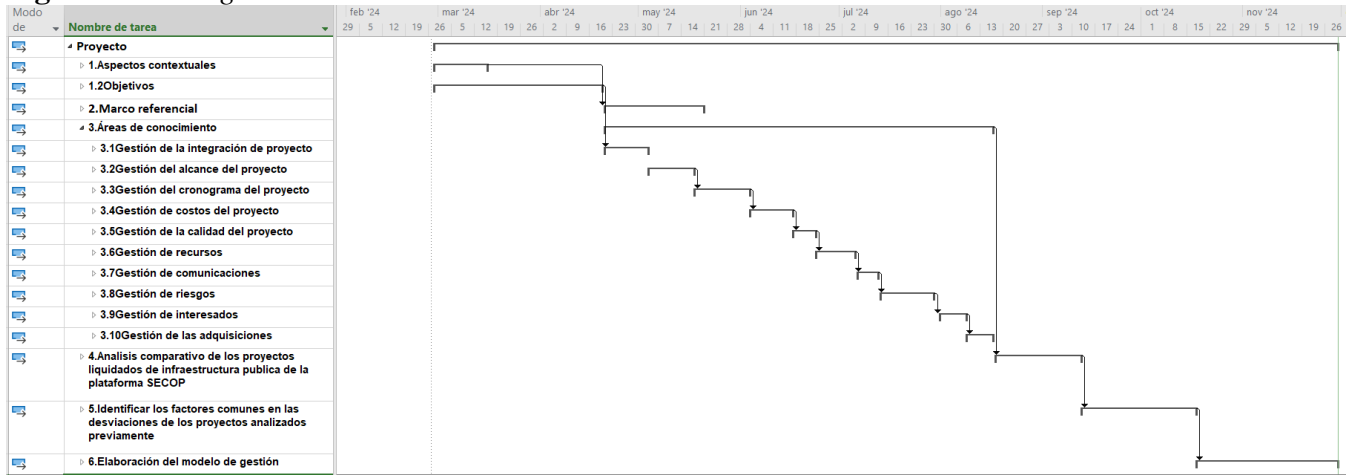 Modo
de
Nombre de tarea
feb '24 mar '24 abr '24 may '24 jun '24 jul '24 ago '24 sep '24 oct '24 nov '24
29 5 12 19 26 5 12 19 26 2 9 16 23 30 7 14 21 28 4 11 18 25 2 9 16 23 30 6 13 20 27 3 10 17 24 1 8 15 22 29 5 12 19 26
Proyecto
1.Aspectos contextuales
1.2Objetivos
2.Marco referencial
3.Áreas de conocimiento
3.1Gestión de la integración de proyecto
3.2Gestión del alcance del proyecto
3.3Gestión del cronograma del proyecto
3.4Gestión de costos del proyecto
3.5Gestión de la calidad del proyecto
3.6Gestión de recursos
3.7Gestión de comunicaciones
3.8Gestión de riesgos
3.9Gestión de interesados
3.10Gestión de las adquisiciones
4.Analisis comparativo de los proyectos
liquidados de infraestructura publica de la
plataforma SECOP
5.Identificar los factores comunes en las
desviaciones de los proyectos analizados
previamente
6.Elaboración del modelo de gestión